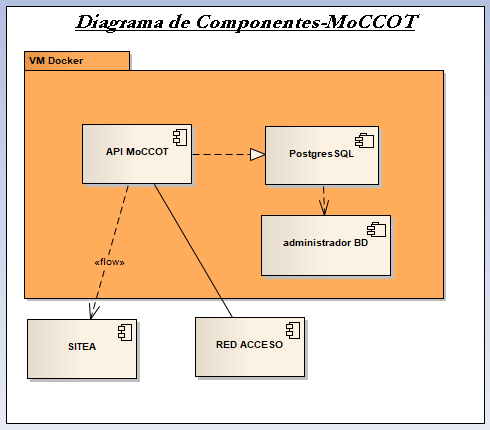 Diagrama de Componentes-MoCCOT
VM Docker
API MoCCOT
PostgresSQL
administrador BD
«flow»
SITEA
RED ACCESO